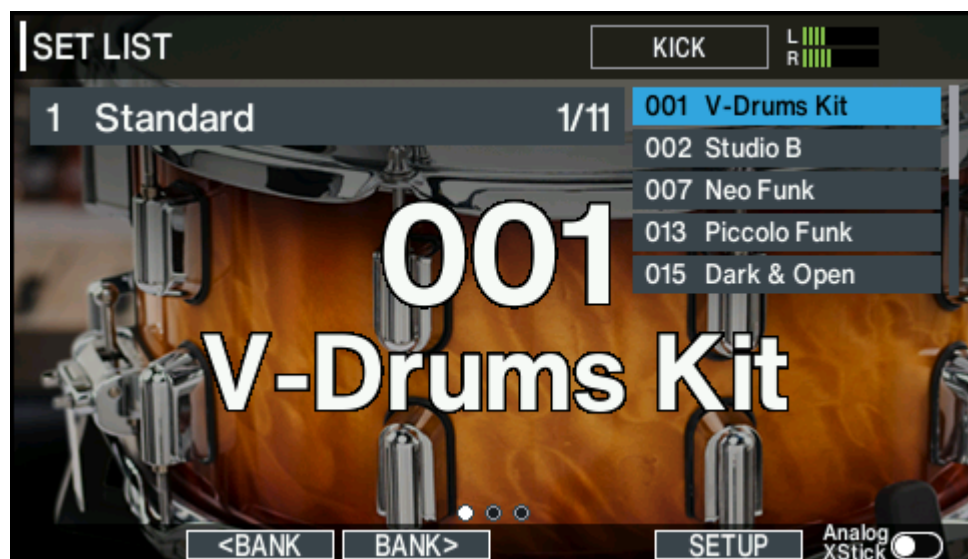 SET LIST
KICK
L
R
1 Standard 1/11
001 V-Drums Kit
002 Studio B
007 Neo Funk
013 Piccolo Funk
015 Dark & Open
001
V-Drums Kit
<BANK
BANK>
SETUP
Analog
XStick